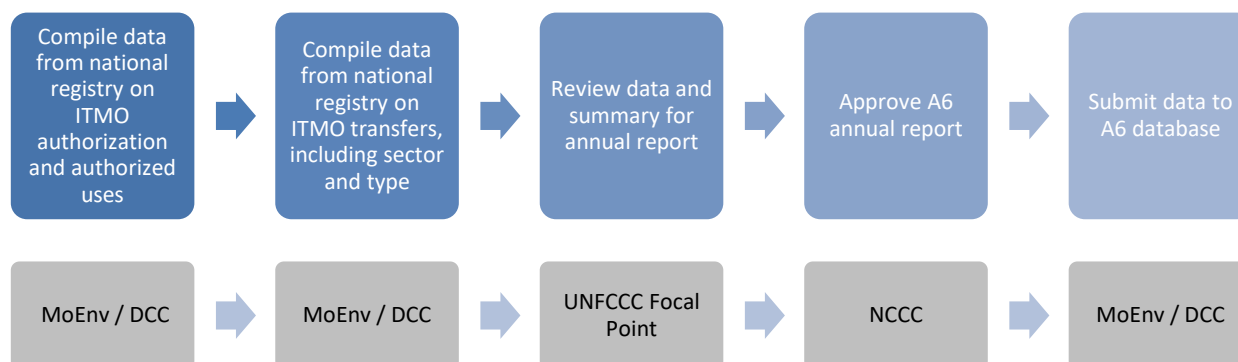 Compile data
from national
registry on
ITMO
authorization
and authorized
uses
Compile data
from national
registry on
ITMO transfers,
including sector
and type
Review data and
summary for
annual report
Approve A6
annual report
Submit data to
A6 database
MoEnv / DCC
MoEnv / DCC
UNFCCC Focal
Point
NCCC
MoEnv / DCC